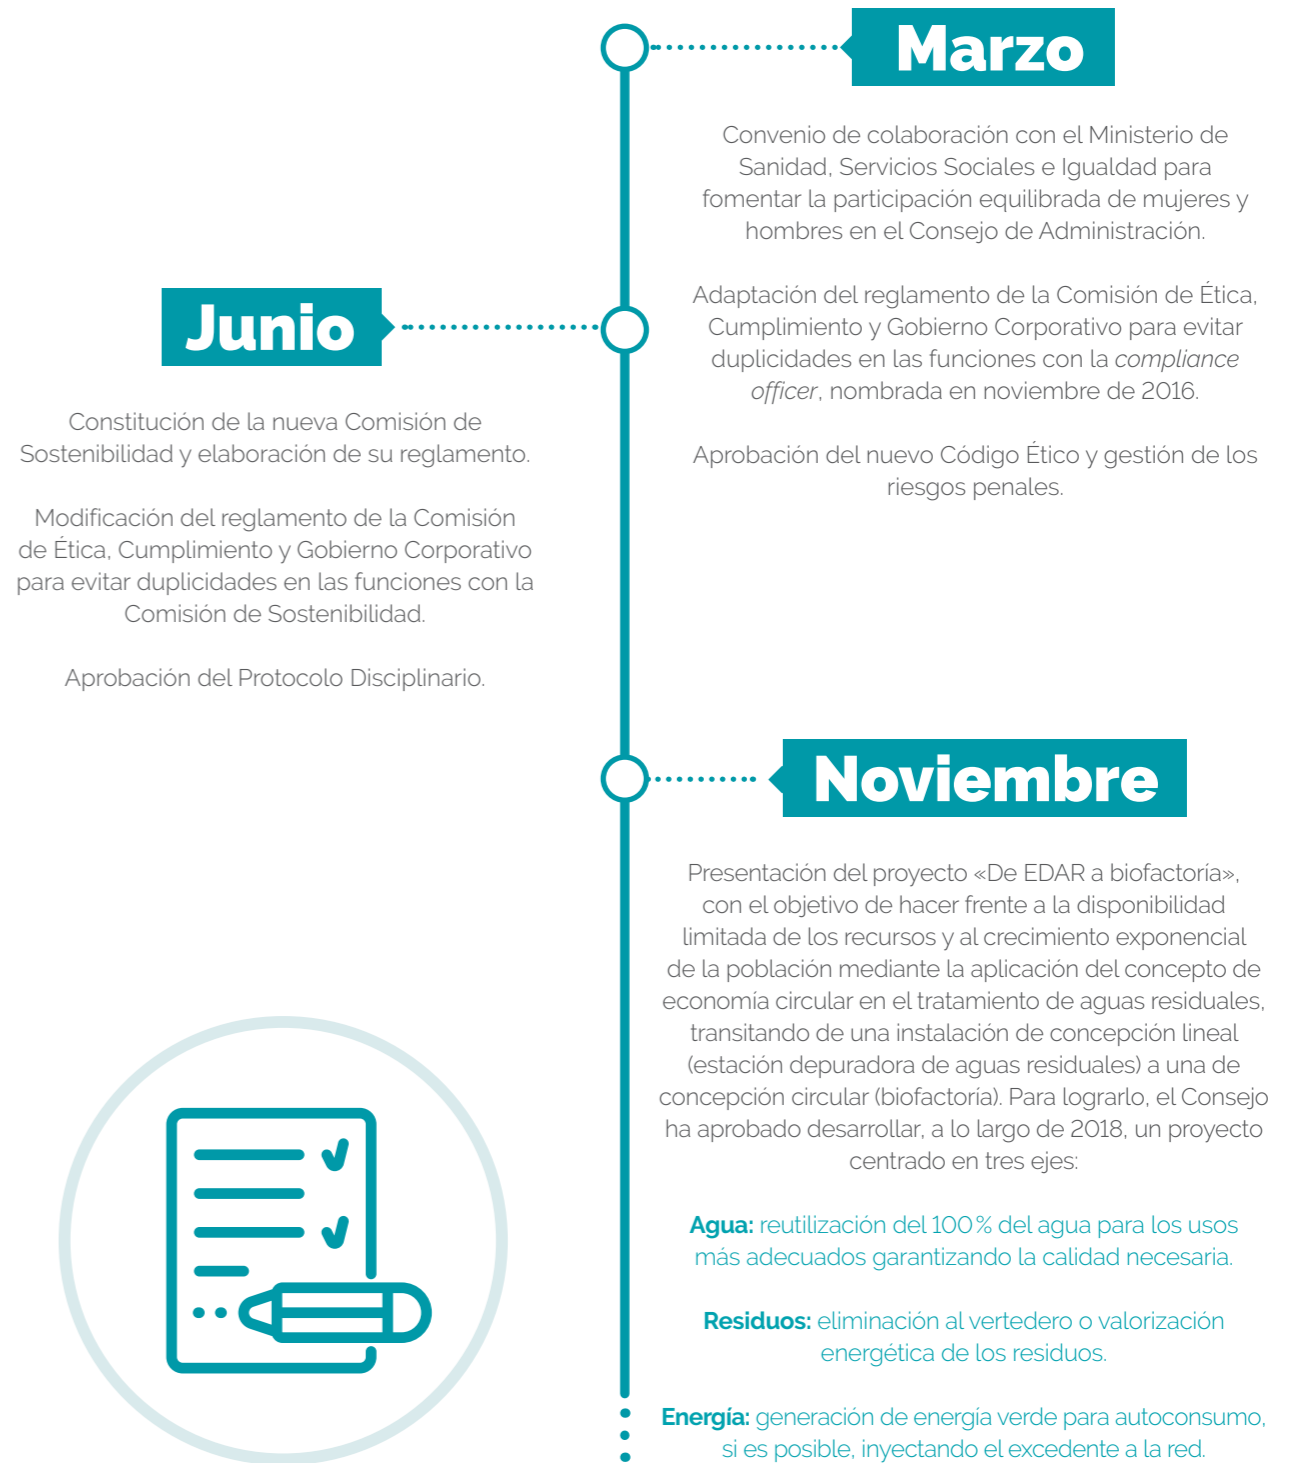 Marzo
Convenio de colaboración con el Ministerio de
Sanidad, Servicios Sociales e Igualdad para
fomentar la participación equilibrada de mujeres y
hombres en el Consejo de Administración.
Adaptación del reglamento de la Comisión de Ética,
Cumplimiento y Gobierno Corporativo para evitar
duplicidades en las funciones con la compliance
officer, nombrada en noviembre de 2016.
Aprobación del nuevo Código Ético y gestión de los
riesgos penales.
Junio
Constitución de la nueva Comisión de
Sostenibilidad y elaboración de su reglamento.
Modificación del reglamento de la Comisión
de Ética, Cumplimiento y Gobierno Corporativo
para evitar duplicidades en las funciones con la
Comisión de Sostenibilidad.
Aprobación del Protocolo Disciplinario.
Noviembre
Presentación del proyecto «De EDAR a biofactoría»,
con el objetivo de hacer frente a la disponibilidad
limitada de los recursos y al crecimiento exponencial
de la población mediante la aplicación del concepto de
economía circular en el tratamiento de aguas residuales,
transitando de una instalación de concepción lineal
(estación depuradora de aguas residuales) a una de
concepción circular (biofactoría). Para lograrlo, el Consejo
ha aprobado desarrollar, a lo largo de 2018, un proyecto
centrado en tres ejes:
Agua: reutilización del 100 % del agua para los usos
más adecuados garantizando la calidad necesaria.
Residuos: eliminación al vertedero o valorización
energética de los residuos.
Energía: generación de energía verde para autoconsumo,
si es posible, inyectando el excedente a la red.